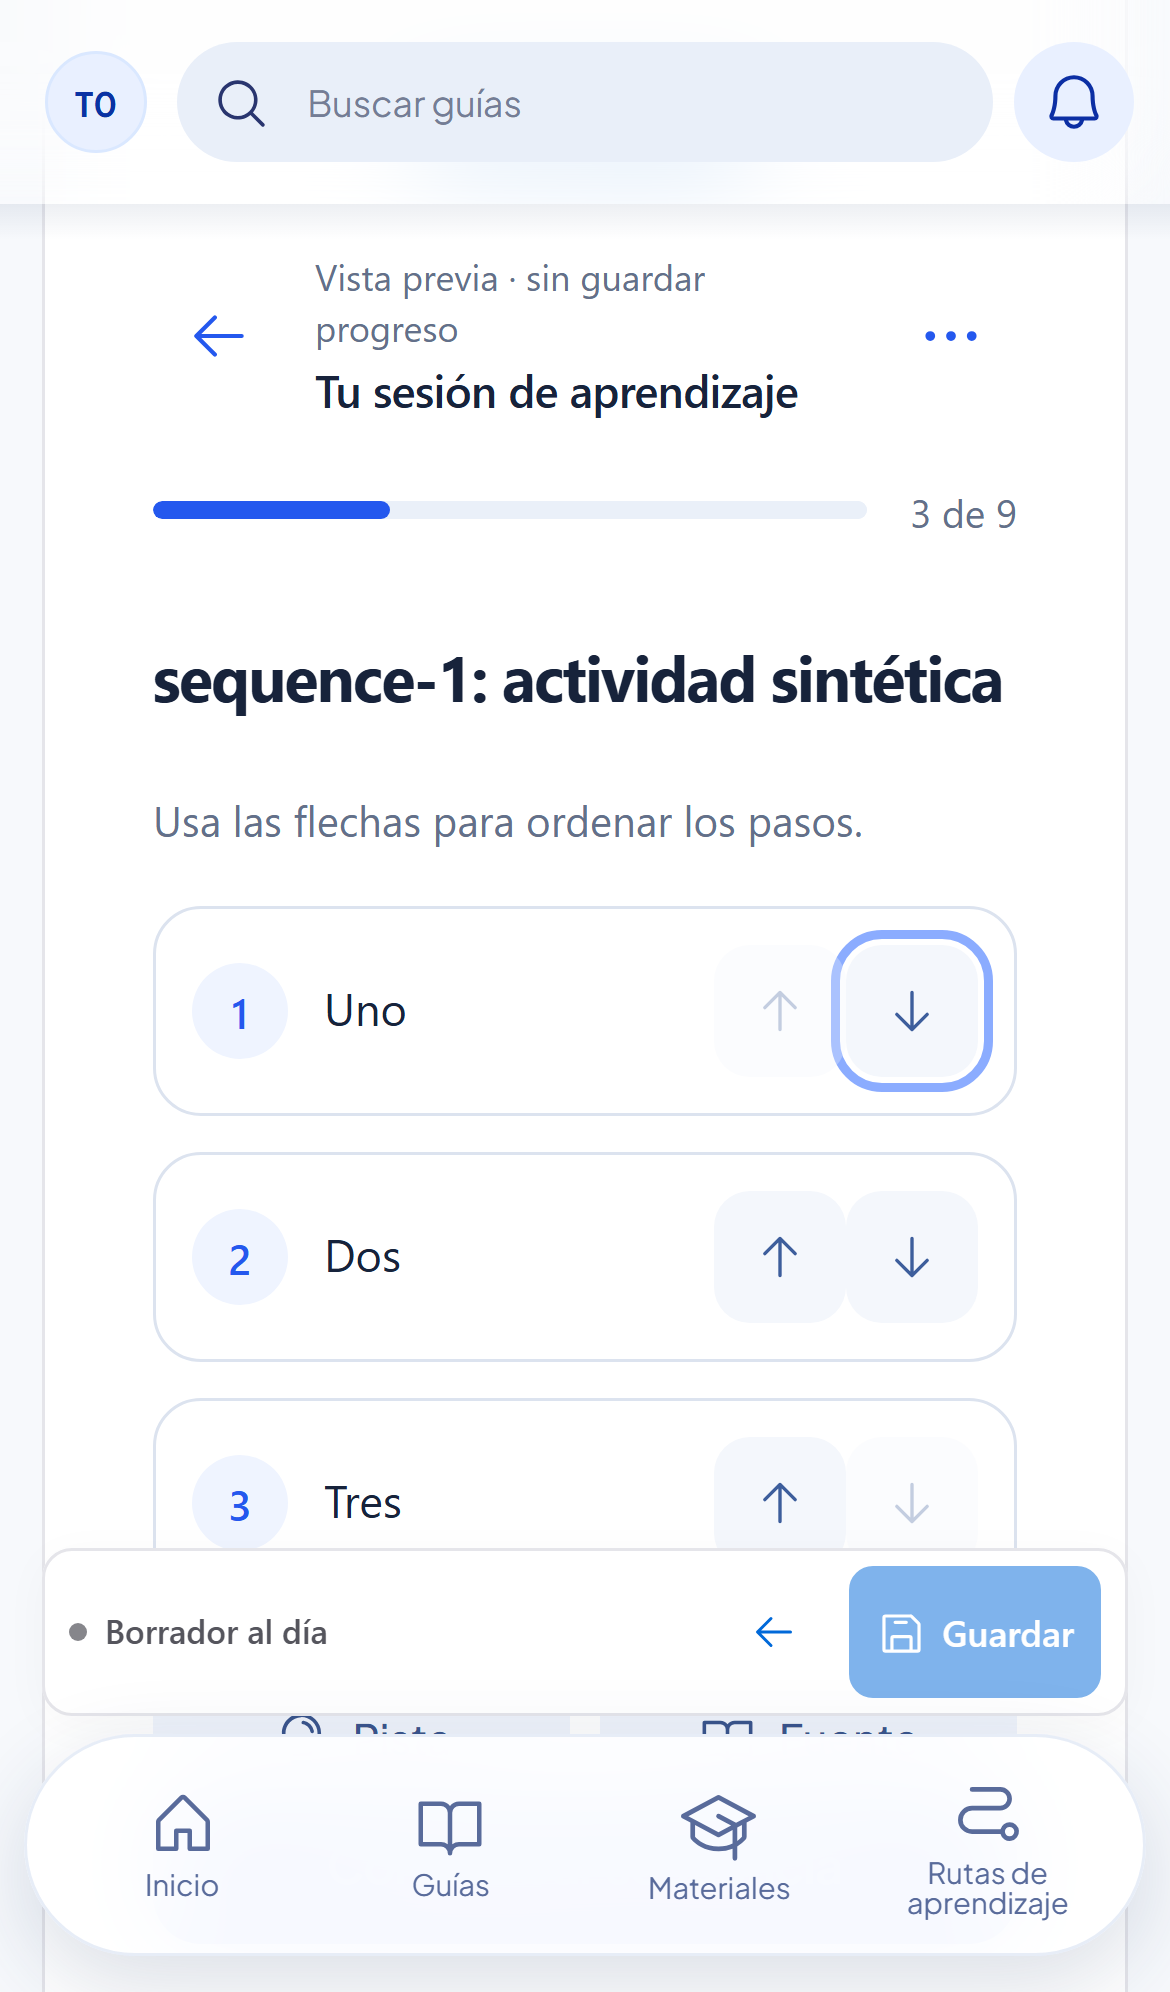 TO
Buscar guías
Vista previa · sin guardar
progreso
Tu sesión de aprendizaje
3 de 9
sequence-1: actividad sintética
Usa las flechas para ordenar los pasos.
1 Uno
2 Dos
3 Tres
Borrador al día
Guardar
Inicio
Guías
Materiales
Rutas de
aprendizaje